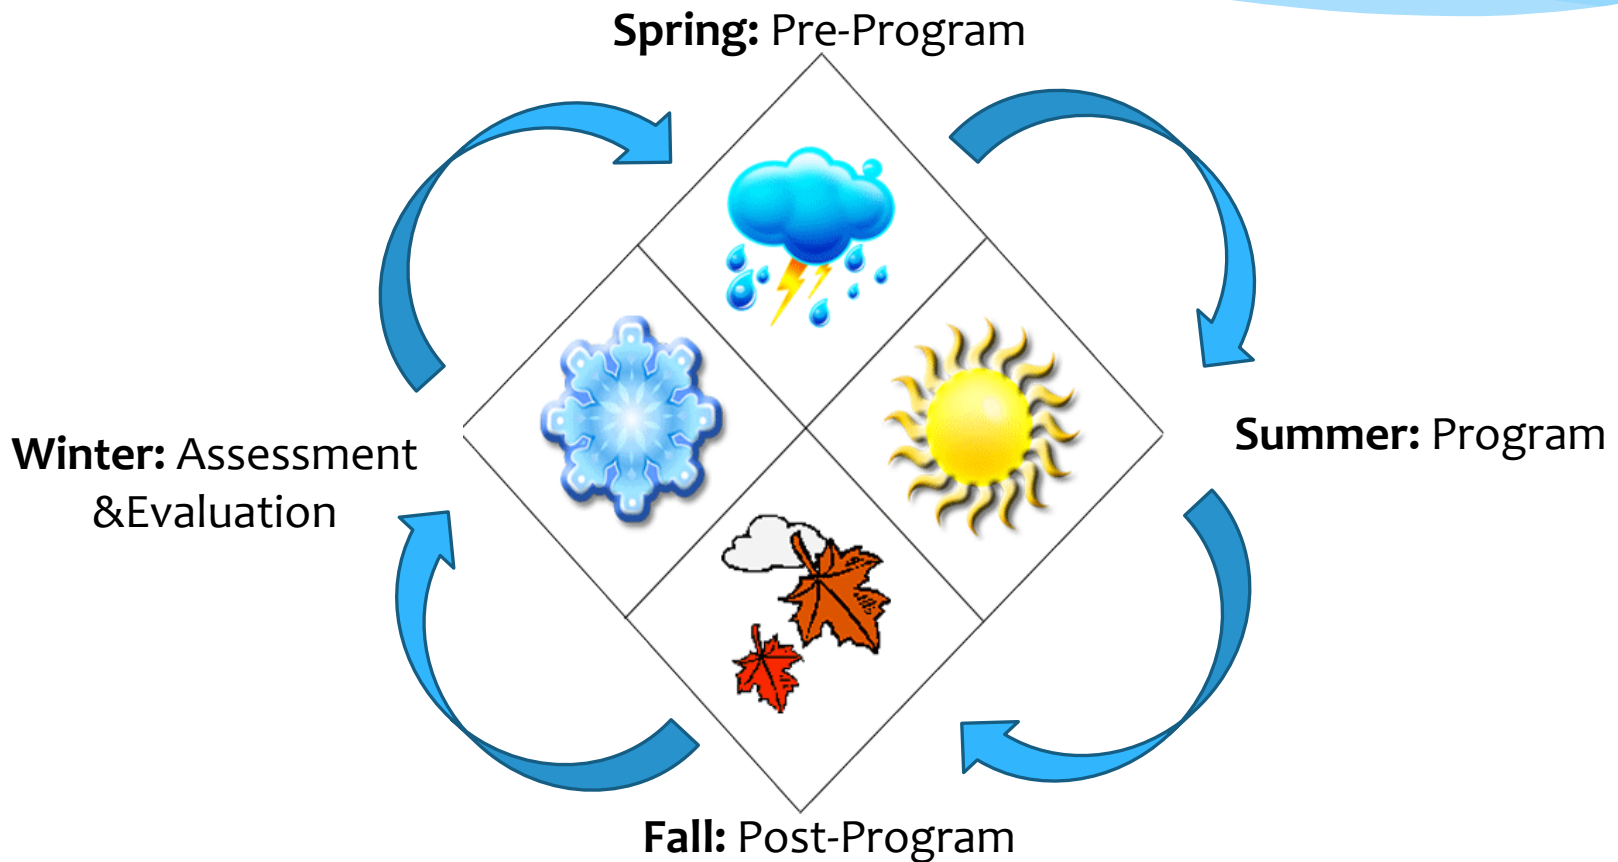 Spring: Pre-Program
Winter: Assessment
&Evaluation
Summer: Program
Fall: Post-Program